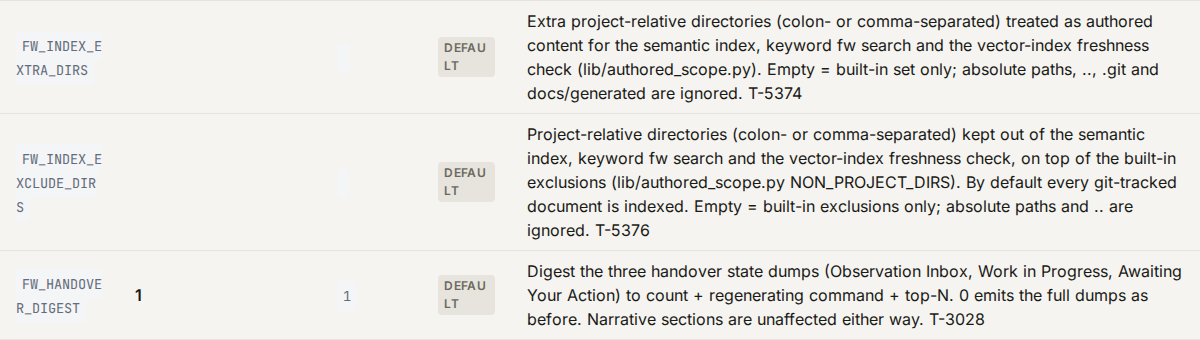 FW_INDEX_E
XTRA_DIRS
DEFAU
LT
Extra project-relative directories (colon- or comma-separated) treated as authored
content for the semantic index, keyword fw search and the vector-index freshness
check (lib/authored_scope.py). Empty = built-in set only; absolute paths, .., .git and
docs/generated are ignored. T-5374
FW_INDEX_E
XCLUDE_DIR
S
DEFAU
LT
Project-relative directories (colon- or comma-separated) kept out of the semantic
index, keyword fw search and the vector-index freshness check, on top of the built-in
exclusions (lib/authored_scope.py NON_PROJECT_DIRS). By default every git-tracked
document is indexed. Empty = built-in exclusions only; absolute paths and .. are
ignored. T-5376
FW_HANDOVE
R_DIGEST
1
1
DEFAU
LT
Digest the three handover state dumps (Observation Inbox, Work in Progress, Awaiting
Your Action) to count + regenerating command + top-N. 0 emits the full dumps as
before. Narrative sections are unaffected either way. T-3028